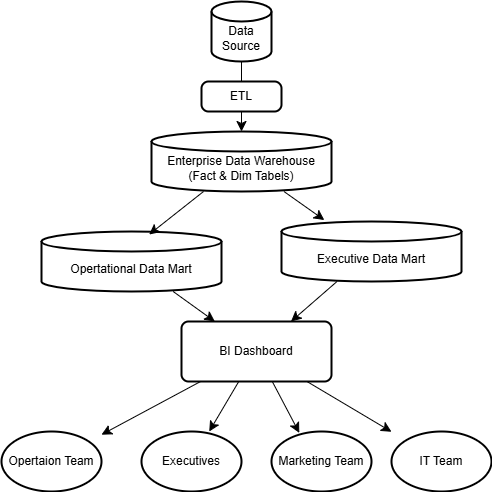 Data
Source
ETL
Enterprise Data Warehouse
(Fact & Dim Tabels)
Opertational Data Mart
Executive Data Mart
BI Dashboard
Opertaion Team
Executives
Marketing Team
IT Team